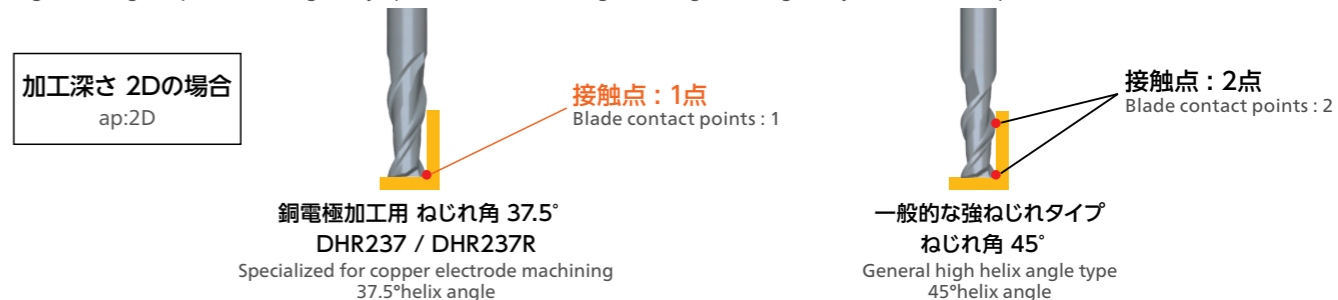 加工深さ 2Dの場合
ap:2D
接触点：1点
Blade contact points : 1
接触点：2点
Blade contact points : 2
銅電極加工用 ねじれ角 37.5°
DHR237 / DHR237R
Specialized for copper electrode machining
37.5°helix angle
一般的な強ねじれタイプ
ねじれ角 45°
General high helix angle type
45°helix angle